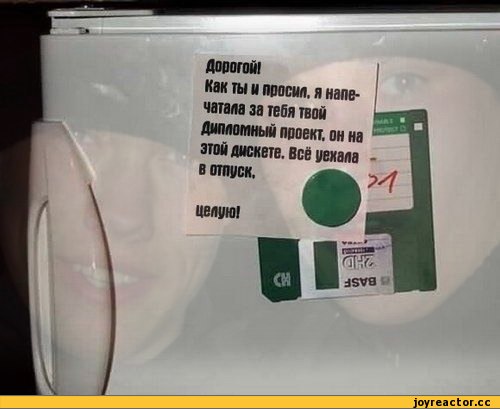 Дорогой!
Как ты и просил, я напе-
чатала за тебя твой
Дипломный проект, он на
этой дискете. Всё уехала
в отпуск.
целую!
21
2HD
BASF
joyreactor.cc